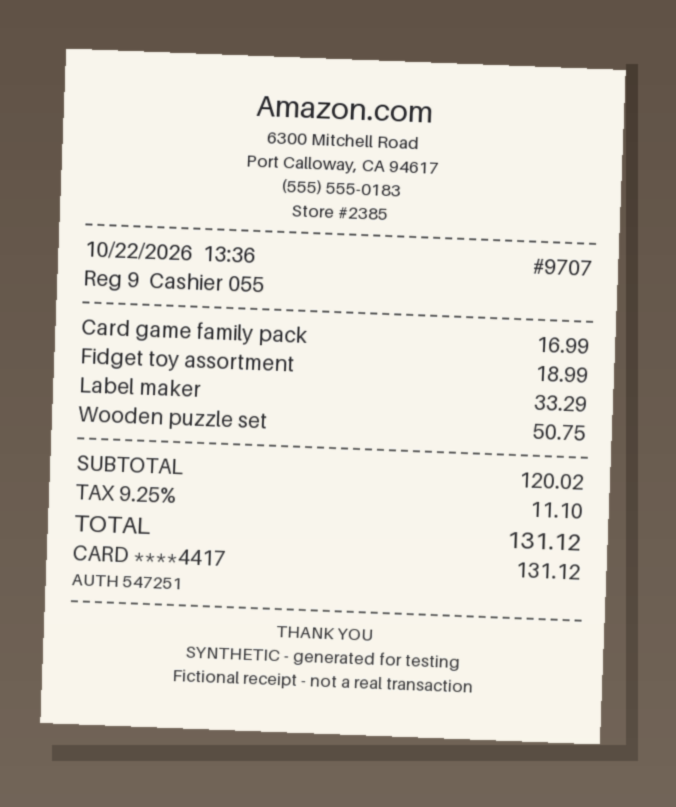 Amazon.com
6300 Mitchell Road
Port Calloway, CA 94617
(555) 555-0183
Store #2385
10/22/2026 13:36 #9707
Reg 9 Cashier 055
Card game family pack 16.99
Fidget toy assortment 18.99
Label maker 33.29
Wooden puzzle set 50.75
SUBTOTAL 120.02
TAX 9.25% 11.10
TOTAL 131.12
CARD ****4417 131.12
AUTH 547251
THANK YOU
SYNTHETIC - generated for testing
Fictional receipt - not a real transaction